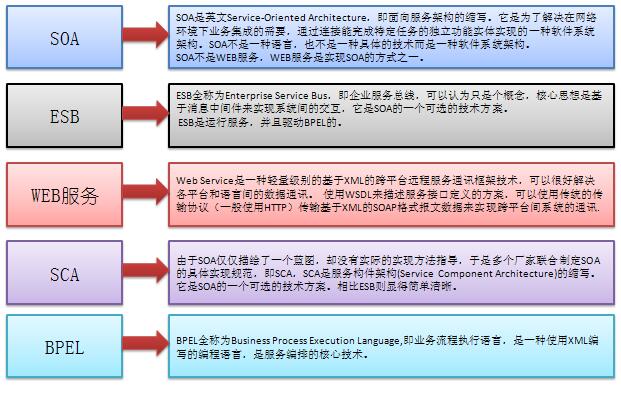 SOA
SOA是英文Service-Oriented Architecture，即面向服务架构的缩写。它是为了解决在网络
环境下业务集成的需要，通过连接能完成特定任务的独立功能实体实现的一种软件系统
架构。SOA不是一种语言，也不是一种具体的技术而是一种软件系统架构。
SOA不是WEB服务，WEB服务是实现SOA的方式之一。
ESB
ESB全称为Enterprise Service Bus，即企业服务总线，可以认为只是个概念，核心思想是基
于消息中间件来实现系统间的交互，它是SOA的一个可选的技术方案。
ESB是运行服务，并且驱动BPEL的。
WEB服务
Web Service是一种轻量级别的基于XML的跨平台远程服务通讯框架技术，可以很好解决
各平台和语言间的数据通讯。 使用WSDL来描述服务接口定义的方案，可以使用传统的传
输协议（一般使用HTTP）传输基于XML的SOAP格式报文数据来实现跨平台间系统的通讯.
SCA
由于SOA仅仅描绘了一个蓝图，却没有实际的实现方法指导，于是多个厂家联合制定SOA
的具体实现规范，即SCA，SCA是服务构件架构(Service Component Architecture)的缩写。
它是SOA的一个可选的技术方案。相比ESB则显得简单清晰。
BPEL
BPEL全称为Business Process Execution Language,即业务流程执行语言，是一种使用XML编
写的编程语言，是服务编排的核心技术。